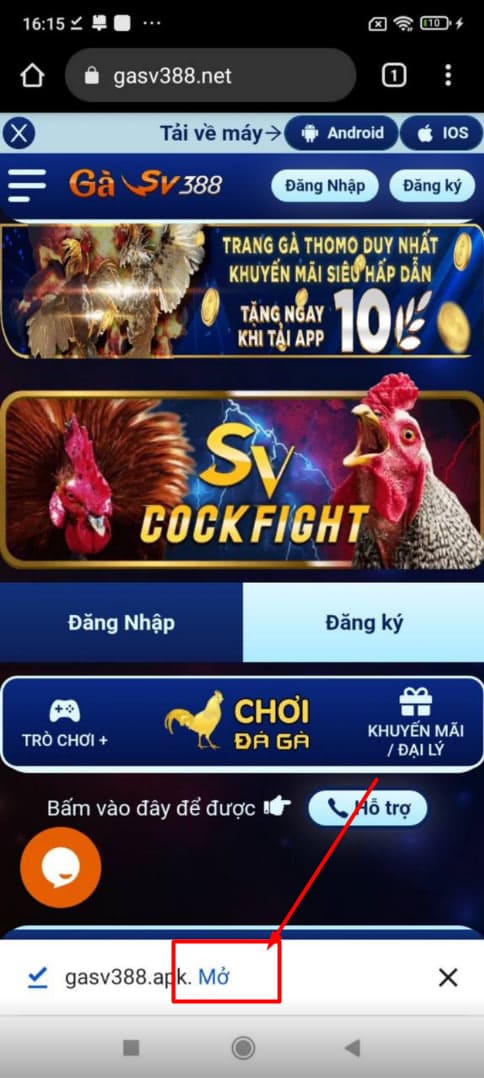 16:15
10
gasv388.net
1
Tải về máy→ Android IOS
Gà SV388 Đăng Nhập Đăng ký
TRANG GÀ THOMO DUY NHẤT
KHUYẾN MÃI SIÊU HẤP DẪN
TẶNG NGAY
KHI TẢI APP
10
SV
COCKFIGHT
Đăng Nhập Đăng ký
TRÒ CHƠI +
CHƠI
ĐÁ GÀ
KHUYẾN MÃI
/ ĐẠI LÝ
Bấm vào đây để được Hỗ trợ
gasv388.apk. Mở